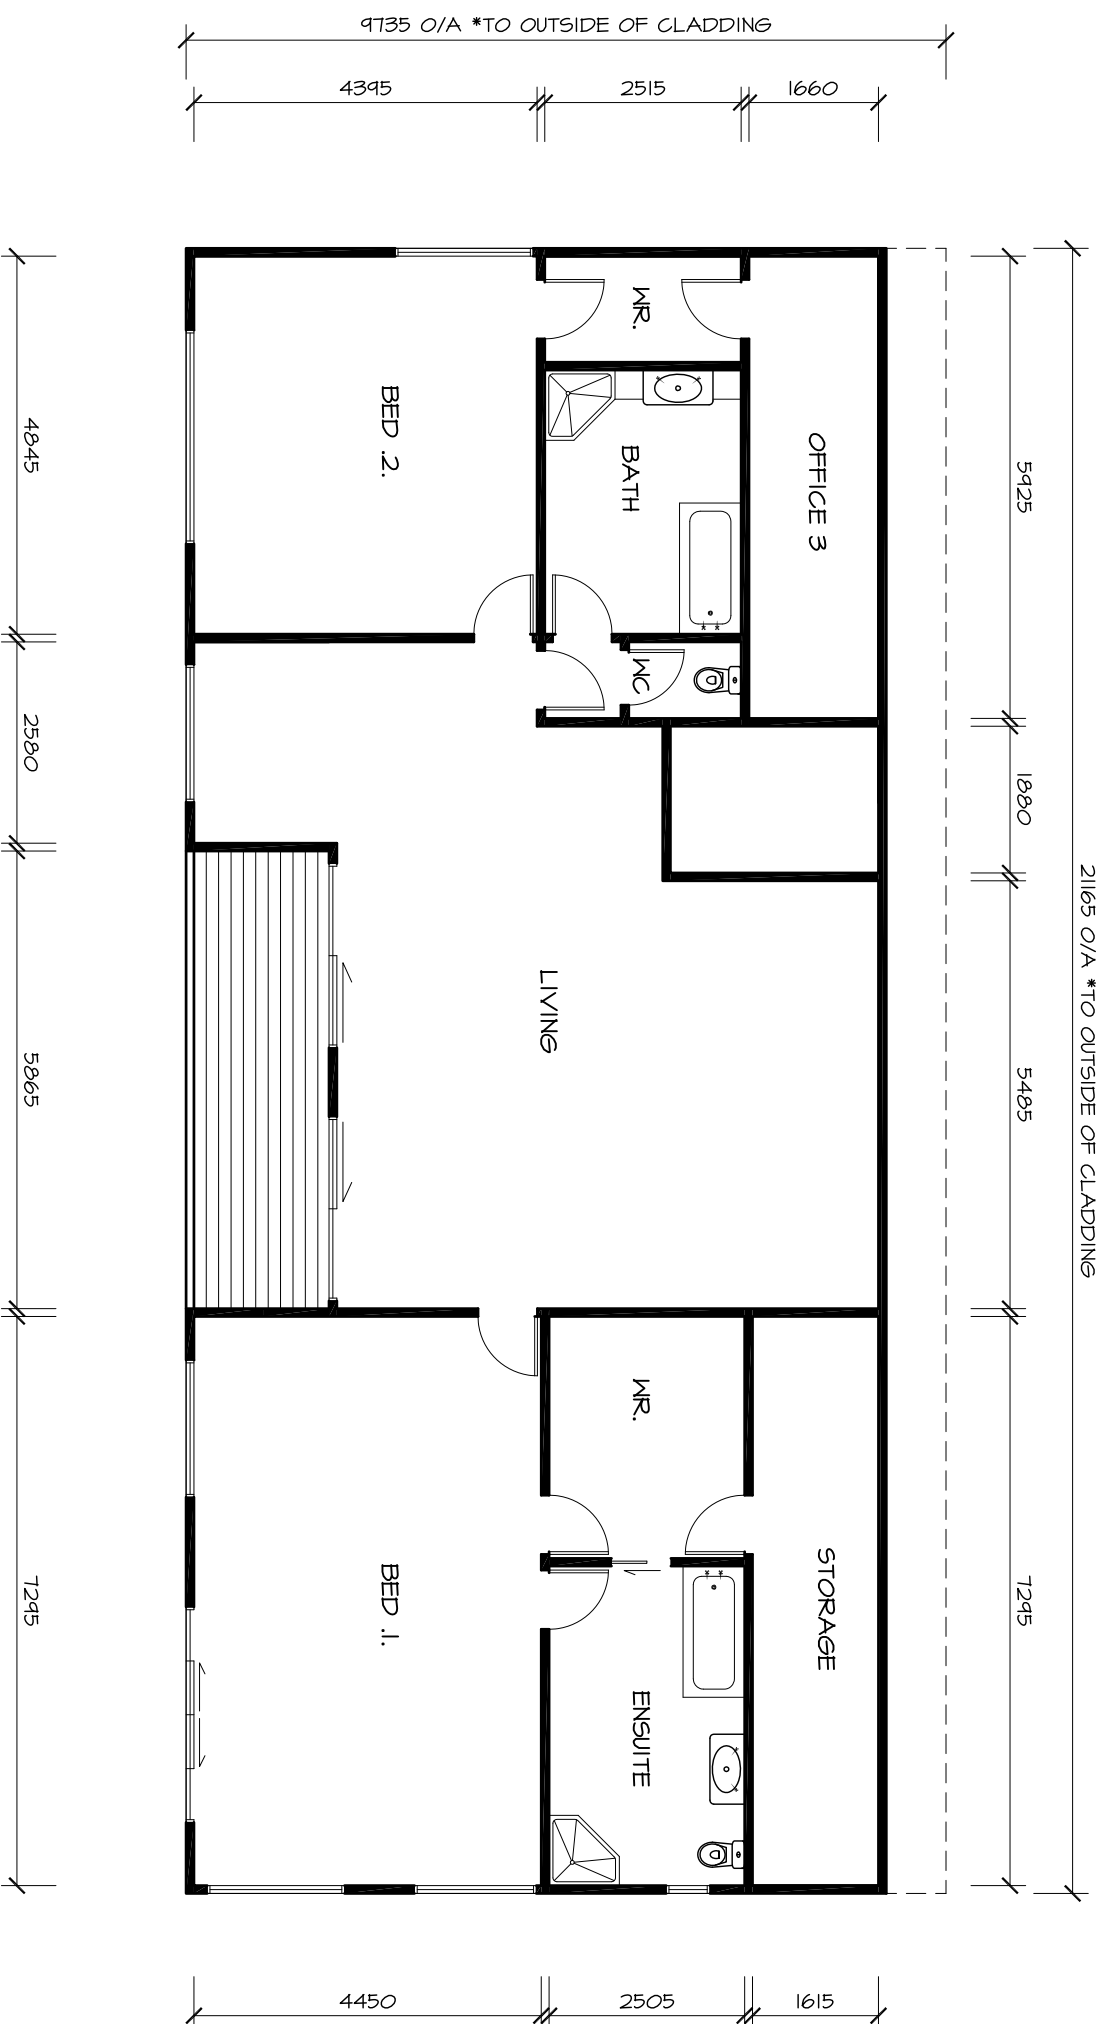 9735 O/A *TO OUTSIDE OF CLADDING
4395
2515
1660
WR.
BED .2.
OFFICE 3
BATH
4845
5925
WC
2580
1880
21165 O/A *TO OUTSIDE OF CLADDING
LIVING
5865
5485
WR.
BED .1.
STORAGE
7295
7295
ENSUITE
4450
2505
1615